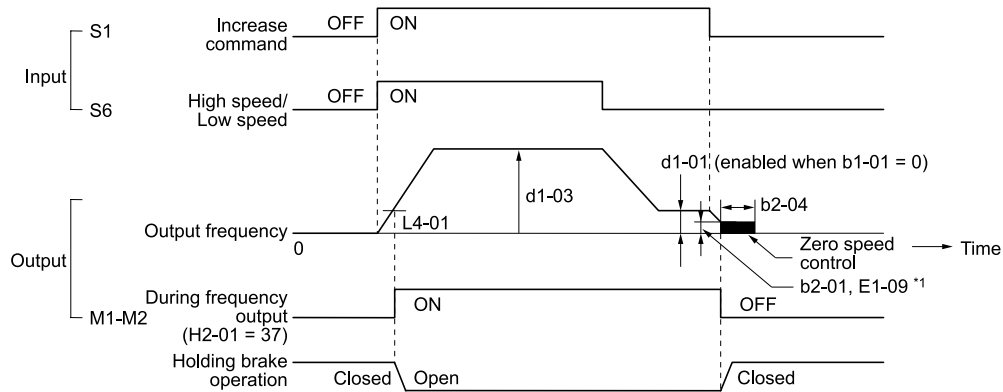 Input
S1
Increase
command
OFF
ON
S6
High speed/
Low speed
OFF
ON
d1-01 (enabled when b1-01 = 0)
d1-03
b2-04
L4-01
Output frequency
0
Zero speed
control
Time
b2-01, E1-09 *1
Output
M1-M2
During frequency
output
(H2-01 = 37)
ON
OFF
Holding brake
operation
Closed
Open
Closed